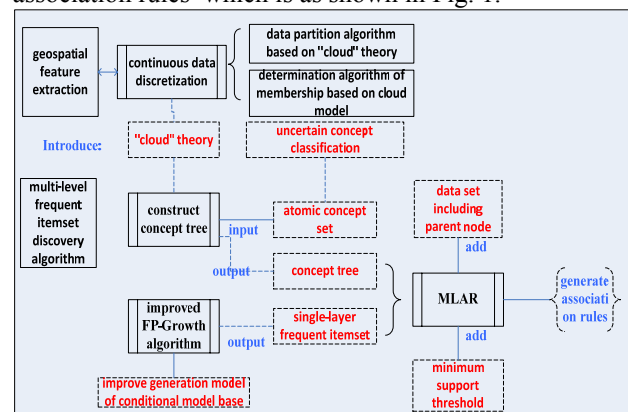 association rules" which is as shown in Fig. 1.
geospatial
feature
extraction
continuous data
discretization
data partition algorithm
based on "cloud" theory
determination algorithm of
membership based on cloud
model
Introduce:
"cloud" theory
uncertain concept
classification
multi-level
frequent
itemset
discovery
algorithm
construct
concept tree
input
atomic concept
set
output
concept tree
data set
including
parent node
add
improved
FP-Growth
algorithm
output
single-layer
frequent itemset
MLAR
generate
associati
on rules
add
improve generation model
of conditional model base
minimum
support
threshold